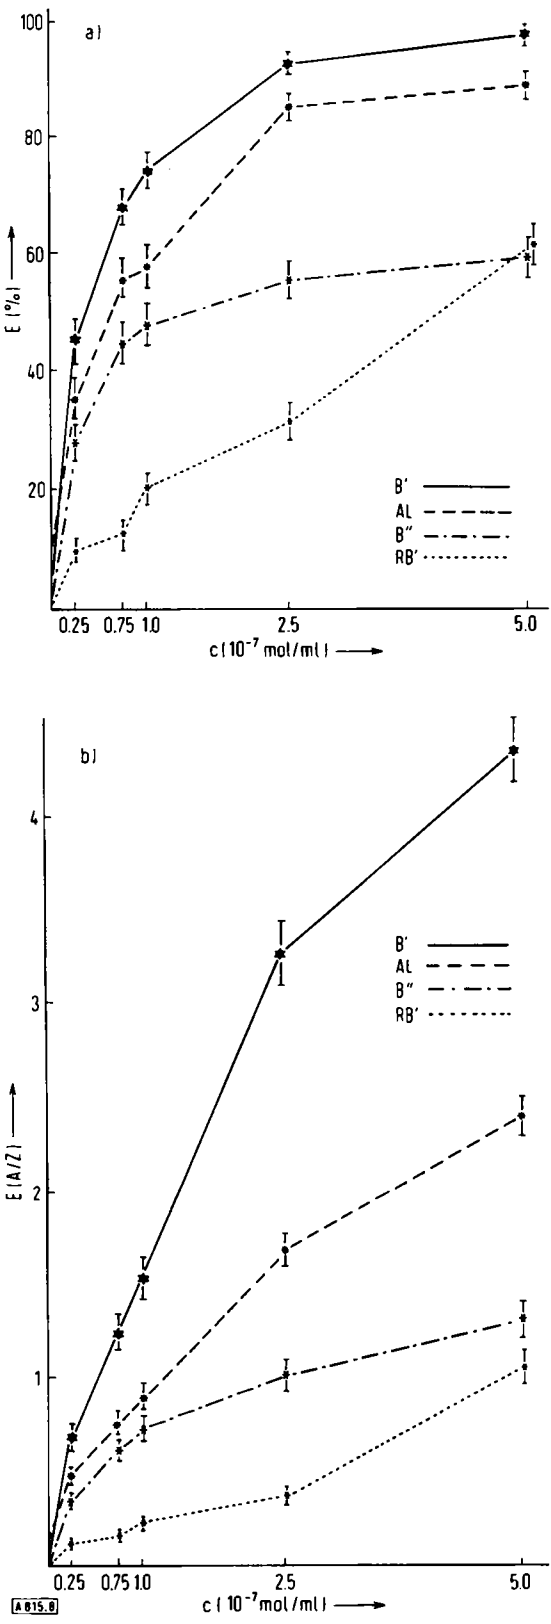 100
a)
80
60
E (%)
40
20
B'
AL
B"
RB'
0.25 0.75 1.0 2.5 5.0
c(10⁻⁷ mol/ml)
b)
4
B'
AL
B"
RB'
3
E (A/Z)
2
1
0.25 0.75 1.0 2.5 5.0
A 815.8
c(10⁻⁷ mol/ml)